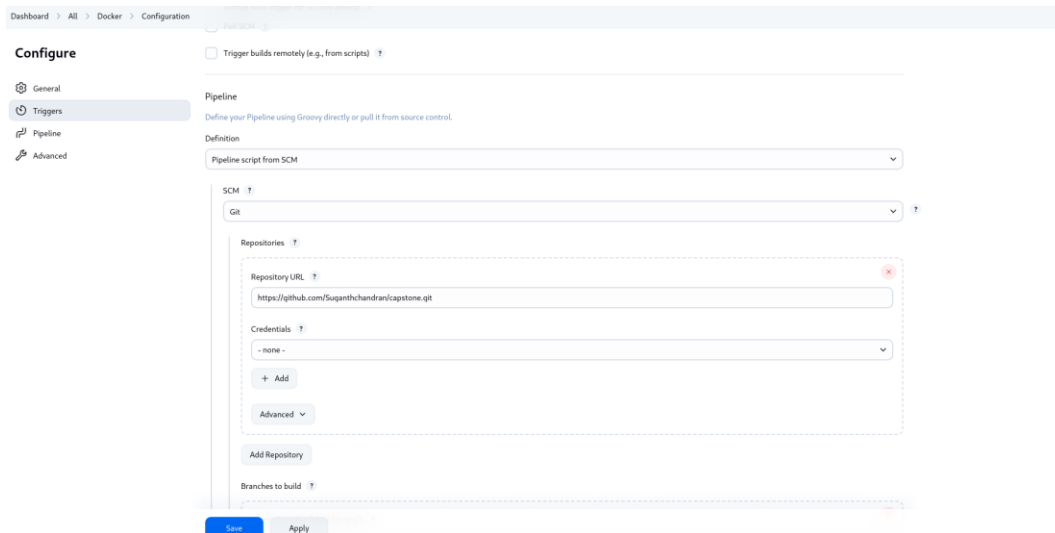 Dashboard > All > Docker > Configuration
Configure
General
Triggers
Pipeline
Advanced
Trigger builds remotely (e.g., from scripts) ?
Pipeline
Define your Pipeline using Groovy directly or pull it from source control.
Definition
Pipeline script from SCM
SCM ?
Git
?
Repositories ?
Repository URL ?
https://github.com/Suganthchandran/capstone.git
Credentials ?
- none -
+ Add
Advanced
Add Repository
Branches to build ?
Save
Apply